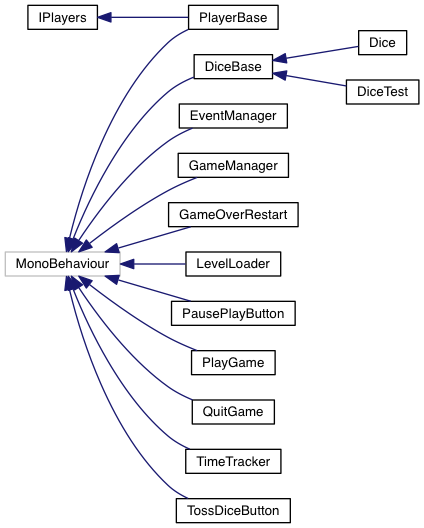 IPlayers
PlayerBase
Dice
DiceBase
DiceTest
EventManager
GameManager
GameOverRestart
MonoBehaviour
LevelLoader
PausePlayButton
PlayGame
QuitGame
TimeTracker
TossDiceButton